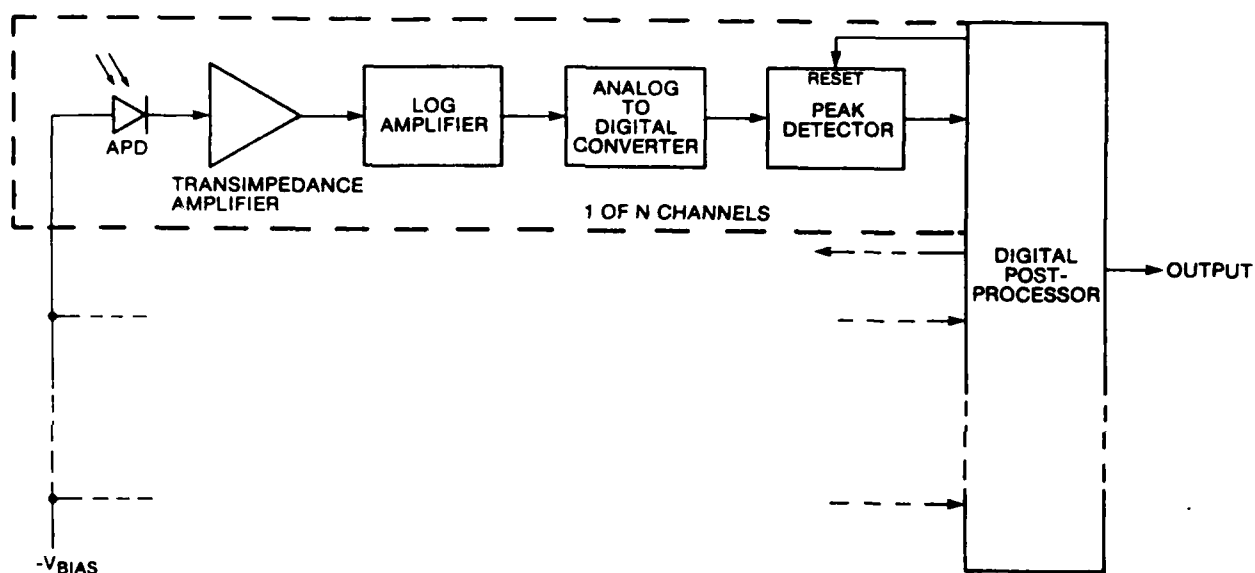 RESET
APD
TRANSIMPEDANCE
AMPLIFIER
LOG
AMPLIFIER
ANALOG
TO
DIGITAL
CONVERTER
PEAK
DETECTOR
1 OF N CHANNELS
DIGITAL
POST-
PROCESSOR
OUTPUT
-VBIAS